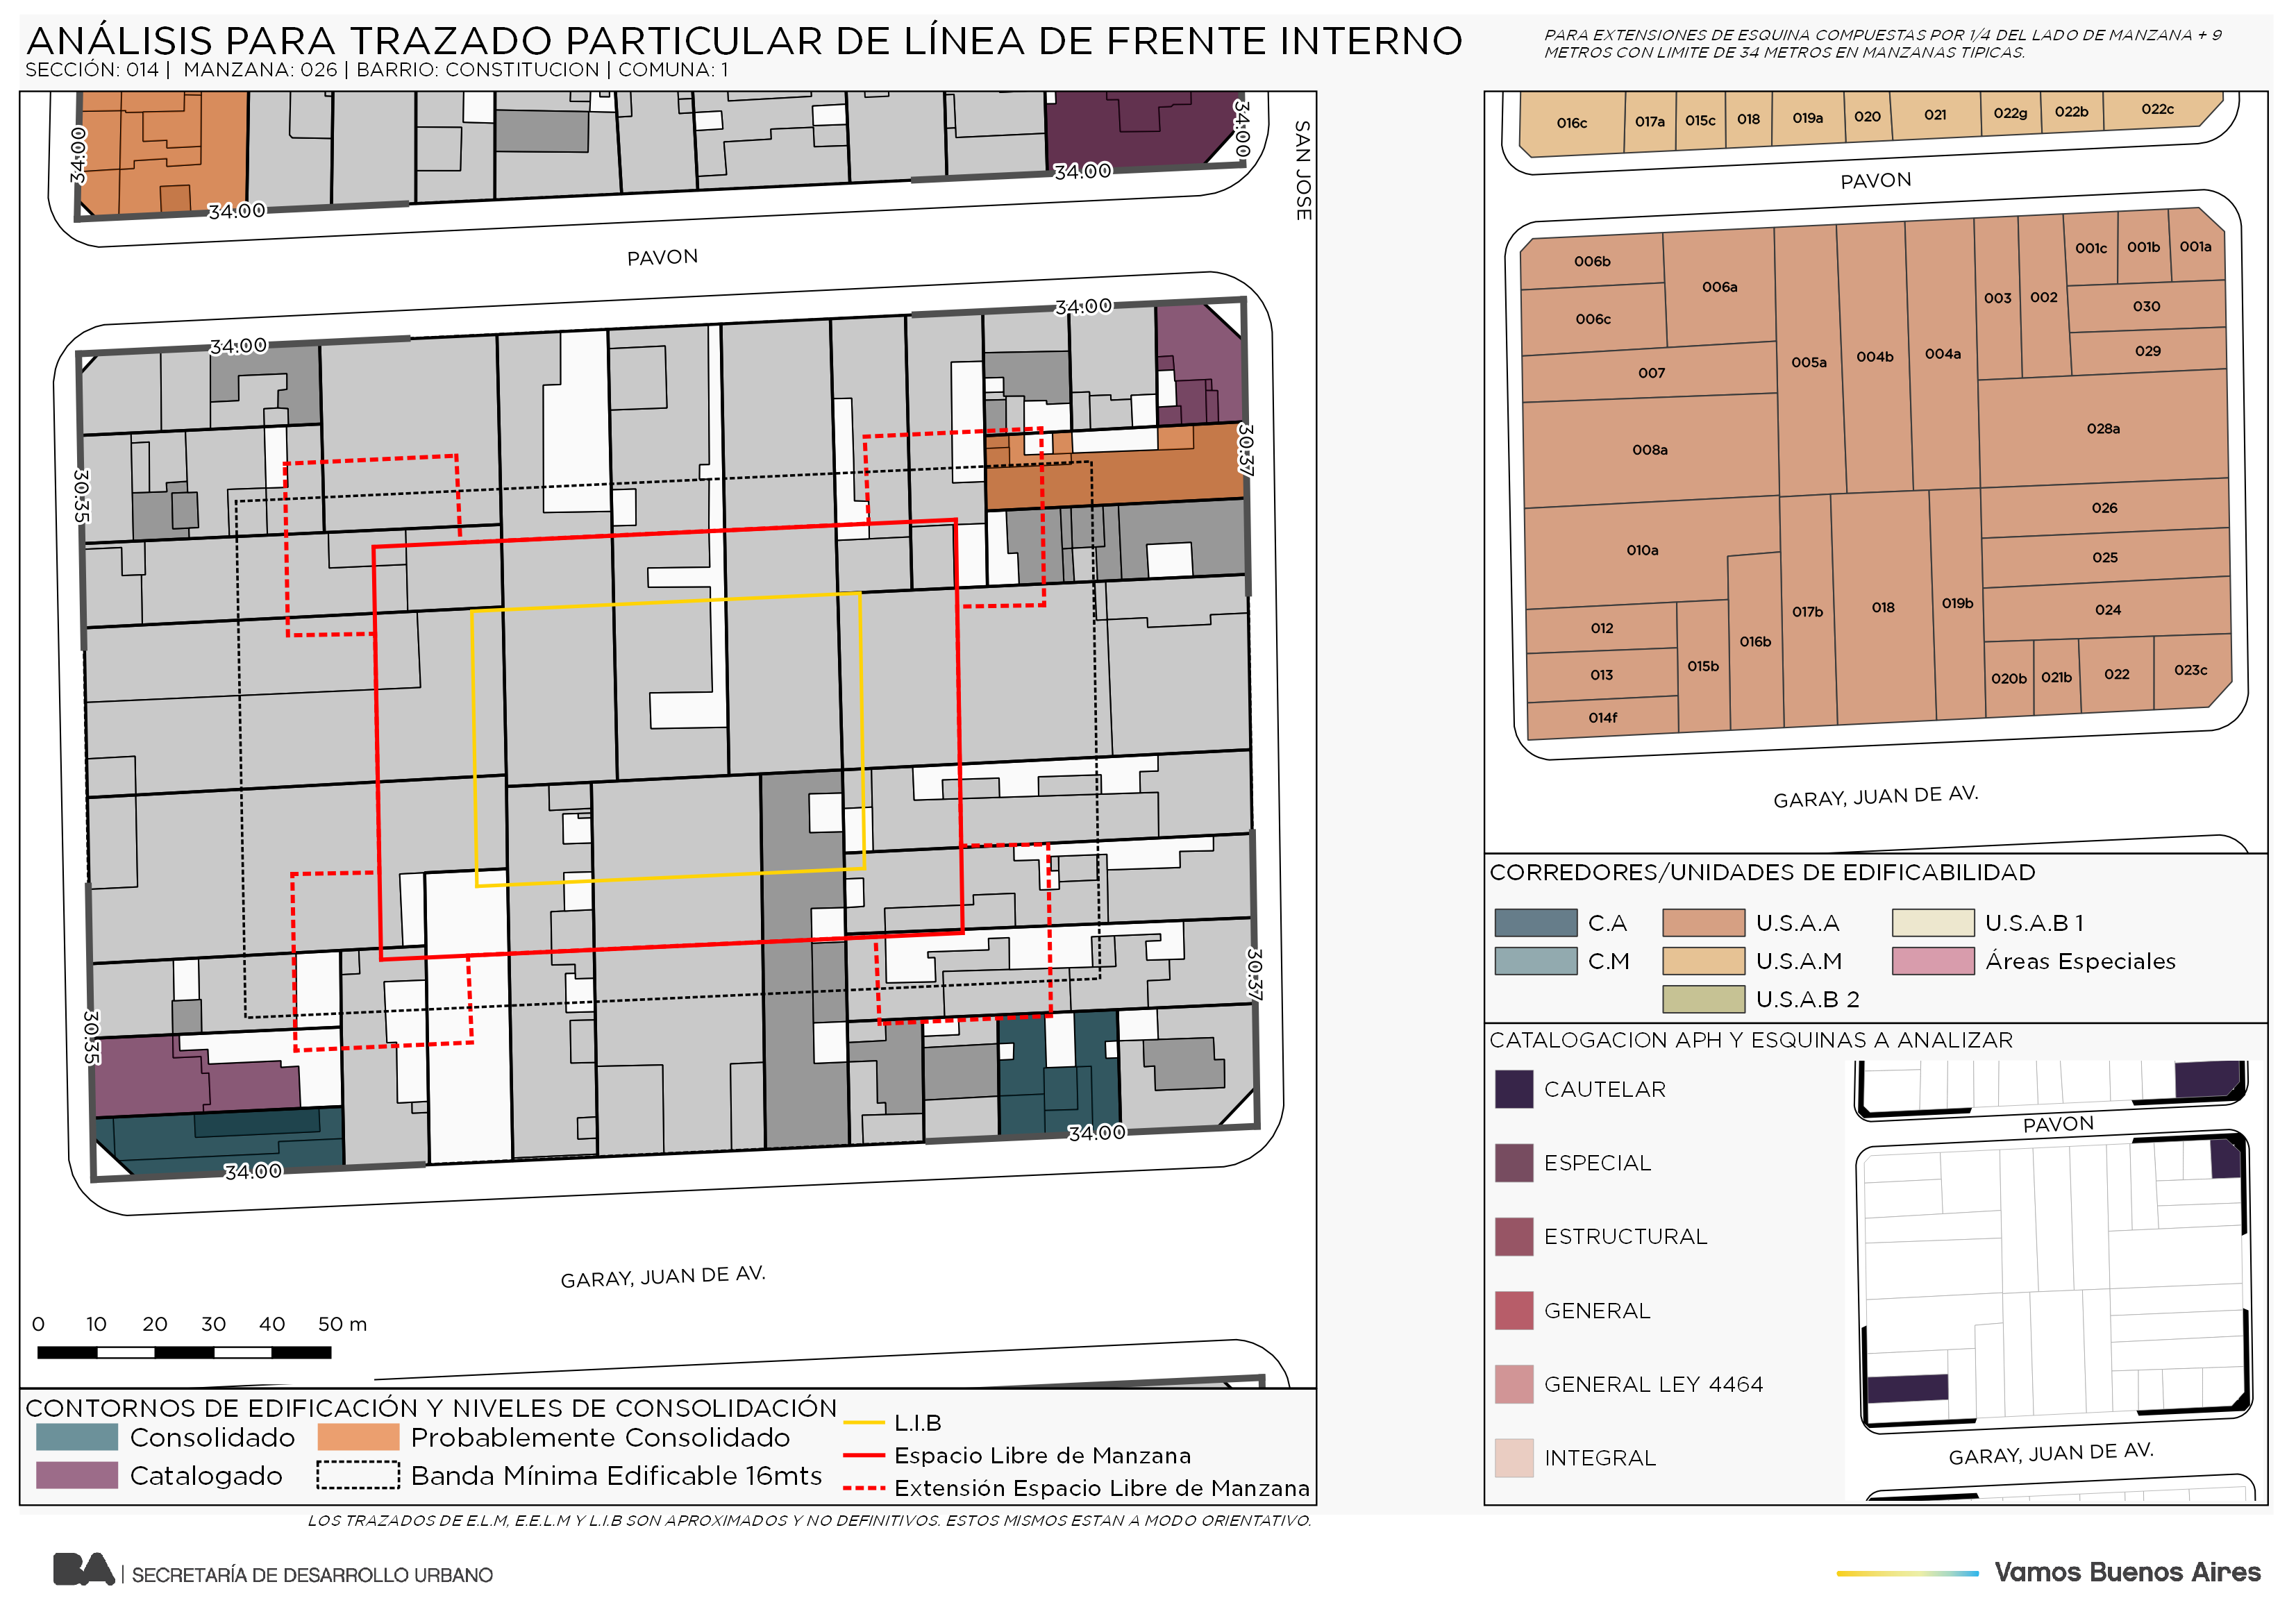 ANÁLISIS PARA TRAZADO PARTICULAR DE LÍNEA DE FRENTE INTERNO
SECCIÓN: 014 | MANZANA: 026 | BARRIO: CONSTITUCION | COMUNA: 1
PARA EXTENSIONES DE ESQUINA COMPUESTAS POR 1/4 DEL LADO DE MANZANA + 9
METROS CON LIMITE DE 34 METROS EN MANZANAS TIPICAS.
34.00
34.00
34.00
34.00
SAN JOSE
PAVON
34.00
34.00
30.35
30.37
30.35
30.37
34.00
34.00
GARAY, JUAN DE AV.
0 10 20 30 40 50 m
CONTORNOS DE EDIFICACIÓN Y NIVELES DE CONSOLIDACIÓN
Consolidado
Probablemente Consolidado
Catalogado
Banda Mínima Edificable 16mts
L.I.B
Espacio Libre de Manzana
Extensión Espacio Libre de Manzana
LOS TRAZADOS DE E.L.M, E.E.L.M Y L.I.B SON APROXIMADOS Y NO DEFINITIVOS. ESTOS MISMOS ESTAN A MODO ORIENTATIVO.
016c 017a 015c 018 019a 020 021 022g 022b 022c
PAVON
006b
006a
006c
007
008a
005a
004b
004a
003
002
001c
001b
001a
030
029
028a
010a
026
025
024
012
013
014f
015b
016b
017b
018
019b
020b
021b
022
023c
GARAY, JUAN DE AV.
CORREDORES/UNIDADES DE EDIFICABILIDAD
C.A
U.S.A.A
U.S.A.B 1
C.M
U.S.A.M
Áreas Especiales
U.S.A.B 2
CATALOGACION APH Y ESQUINAS A ANALIZAR
CAUTELAR
ESPECIAL
ESTRUCTURAL
GENERAL
GENERAL LEY 4464
INTEGRAL
PAVON
GARAY, JUAN DE AV.
BA | SECRETARÍA DE DESARROLLO URBANO
Vamos Buenos Aires